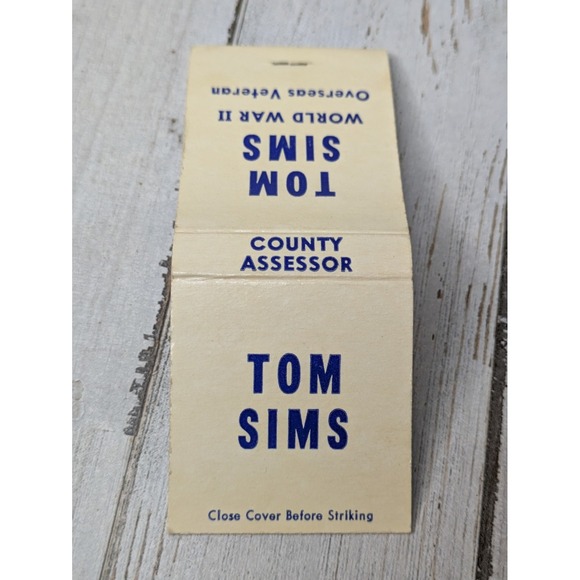 Overseas Veteran
WORLD WAR II
TOM
SIMS
COUNTY
ASSESSOR
TOM
SIMS
Close Cover Before Striking